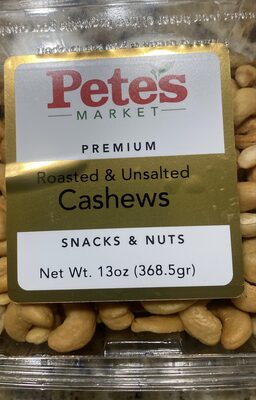 Pete's
MARKET
PREMIUM
Roasted & Unsalted
Cashews
SNACKS & NUTS
Net Wt. 13oz (368.5gr)